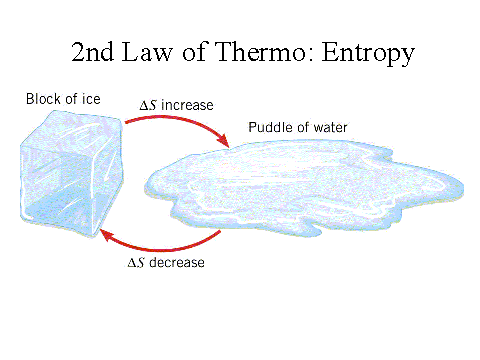 2nd Law of Thermo: Entropy
Block of ice
ΔS increase
Puddle of water
ΔS decrease